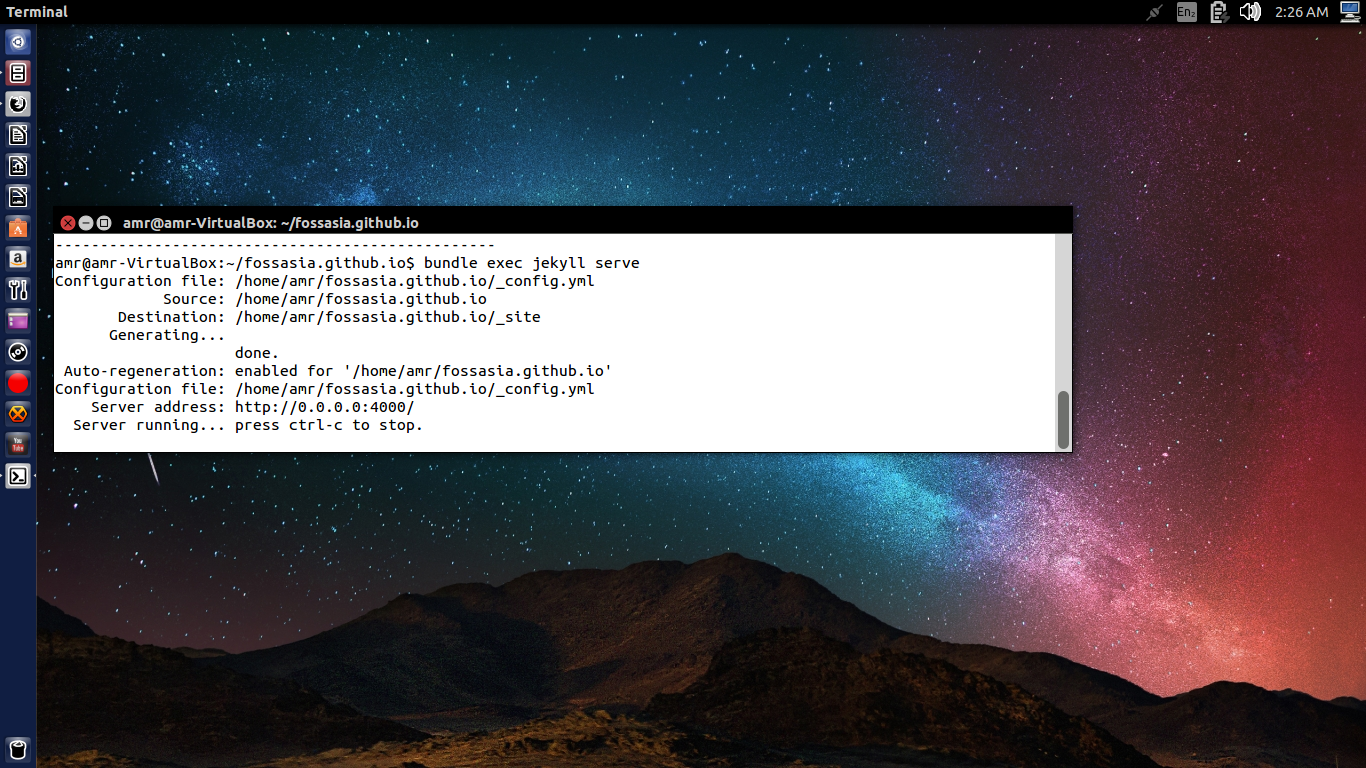 Terminal
En₂
2:26 AM
amr@amr-VirtualBox: ~/fossasia.github.io
-------------------------------------------------
amr@amr-VirtualBox:~/fossasia.github.io$ bundle exec jekyll serve
Configuration file: /home/amr/fossasia.github.io/_config.yml
            Source: /home/amr/fossasia.github.io
       Destination: /home/amr/fossasia.github.io/_site
      Generating...
                    done.
 Auto-regeneration: enabled for '/home/amr/fossasia.github.io'
Configuration file: /home/amr/fossasia.github.io/_config.yml
    Server address: http://0.0.0.0:4000/
  Server running... press ctrl-c to stop.
You
Tube